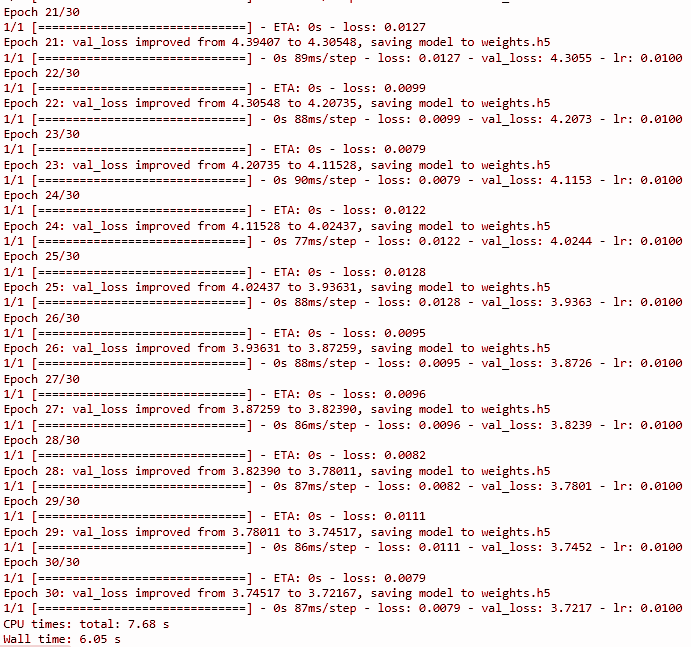 Epoch 21/30
1/1 [==============================] - ETA: 0s - loss: 0.0127
Epoch 21: val_loss improved from 4.39407 to 4.30548, saving model to weights.h5
1/1 [==============================] - 0s 89ms/step - loss: 0.0127 - val_loss: 4.3055 - lr: 0.0100
Epoch 22/30
1/1 [==============================] - ETA: 0s - loss: 0.0099
Epoch 22: val_loss improved from 4.30548 to 4.20735, saving model to weights.h5
1/1 [==============================] - 0s 88ms/step - loss: 0.0099 - val_loss: 4.2073 - lr: 0.0100
Epoch 23/30
1/1 [==============================] - ETA: 0s - loss: 0.0079
Epoch 23: val_loss improved from 4.20735 to 4.11528, saving model to weights.h5
1/1 [==============================] - 0s 90ms/step - loss: 0.0079 - val_loss: 4.1153 - lr: 0.0100
Epoch 24/30
1/1 [==============================] - ETA: 0s - loss: 0.0122
Epoch 24: val_loss improved from 4.11528 to 4.02437, saving model to weights.h5
1/1 [==============================] - 0s 77ms/step - loss: 0.0122 - val_loss: 4.0244 - lr: 0.0100
Epoch 25/30
1/1 [==============================] - ETA: 0s - loss: 0.0128
Epoch 25: val_loss improved from 4.02437 to 3.93631, saving model to weights.h5
1/1 [==============================] - 0s 88ms/step - loss: 0.0128 - val_loss: 3.9363 - lr: 0.0100
Epoch 26/30
1/1 [==============================] - ETA: 0s - loss: 0.0095
Epoch 26: val_loss improved from 3.93631 to 3.87259, saving model to weights.h5
1/1 [==============================] - 0s 88ms/step - loss: 0.0095 - val_loss: 3.8726 - lr: 0.0100
Epoch 27/30
1/1 [==============================] - ETA: 0s - loss: 0.0096
Epoch 27: val_loss improved from 3.87259 to 3.82390, saving model to weights.h5
1/1 [==============================] - 0s 86ms/step - loss: 0.0096 - val_loss: 3.8239 - lr: 0.0100
Epoch 28/30
1/1 [==============================] - ETA: 0s - loss: 0.0082
Epoch 28: val_loss improved from 3.82390 to 3.78011, saving model to weights.h5
1/1 [==============================] - 0s 87ms/step - loss: 0.0082 - val_loss: 3.7801 - lr: 0.0100
Epoch 29/30
1/1 [==============================] - ETA: 0s - loss: 0.0111
Epoch 29: val_loss improved from 3.78011 to 3.74517, saving model to weights.h5
1/1 [==============================] - 0s 86ms/step - loss: 0.0111 - val_loss: 3.7452 - lr: 0.0100
Epoch 30/30
1/1 [==============================] - ETA: 0s - loss: 0.0079
Epoch 30: val_loss improved from 3.74517 to 3.72167, saving model to weights.h5
1/1 [==============================] - 0s 87ms/step - loss: 0.0079 - val_loss: 3.7217 - lr: 0.0100
CPU times: total: 7.68 s
Wall time: 6.05 s